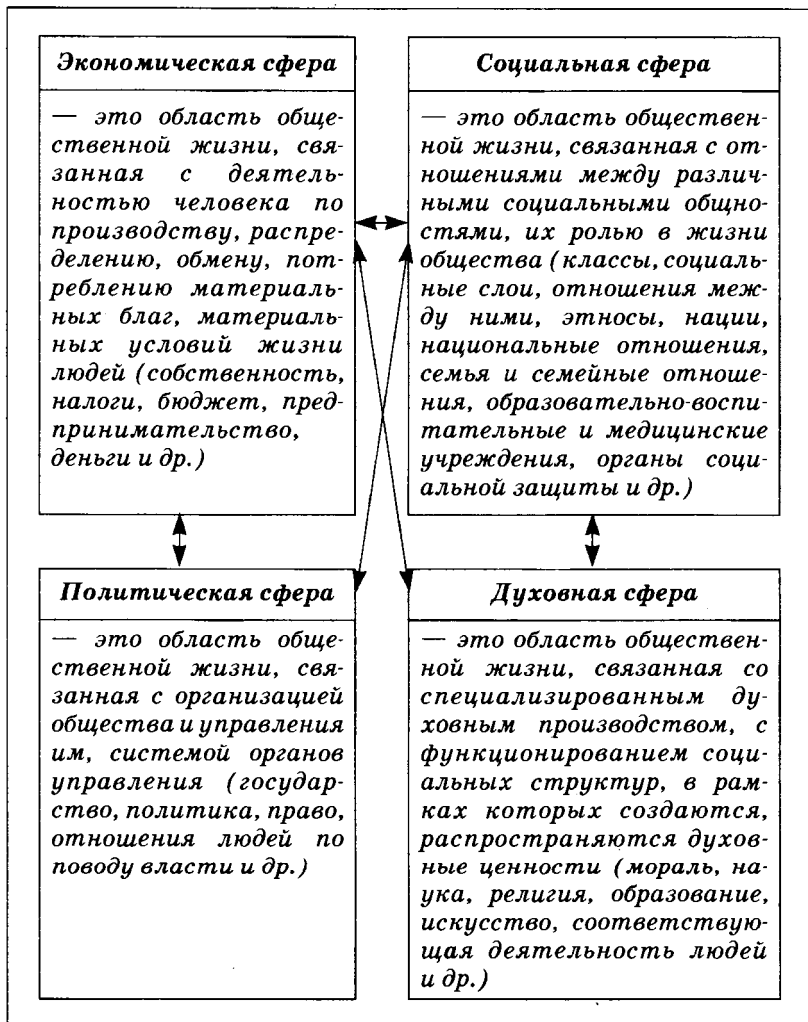 Экономическая сфера
— это область обще-
ственной жизни, свя-
занная с деятель-
ностью человека по
производству, распре-
делению, обмену, пот-
реблению материаль-
ных благ, материаль-
ных условий жизни
людей (собственность,
налоги, бюджет, пред-
принимательство,
деньги и др.)
Социальная сфера
— это область обществен-
ной жизни, связанная с от-
ношениями между различ-
ными социальными общно-
стями, их ролью в жизни
общества (классы, социаль-
ные слои, отношения меж-
ду ними, этносы, нации,
национальные отношения,
семья и семейные отноше-
ния, образовательно-воспи-
тательные и медицинские
учреждения, органы соци-
альной защиты и др.)
Политическая сфера
— это область обще-
ственной жизни, свя-
занная с организацией
общества и управления
им, системой органов
управления (государ-
ство, политика, право,
отношения людей по
поводу власти и др.)
Духовная сфера
— это область обществен-
ной жизни, связанная со
специализированным ду-
ховным производством, с
функционированием соци-
альных структур, в рам-
ках которых создаются,
распространяются духов-
ные ценности (мораль, на-
ука, религия, образование,
искусство, соответствую-
щая деятельность людей
и др.)